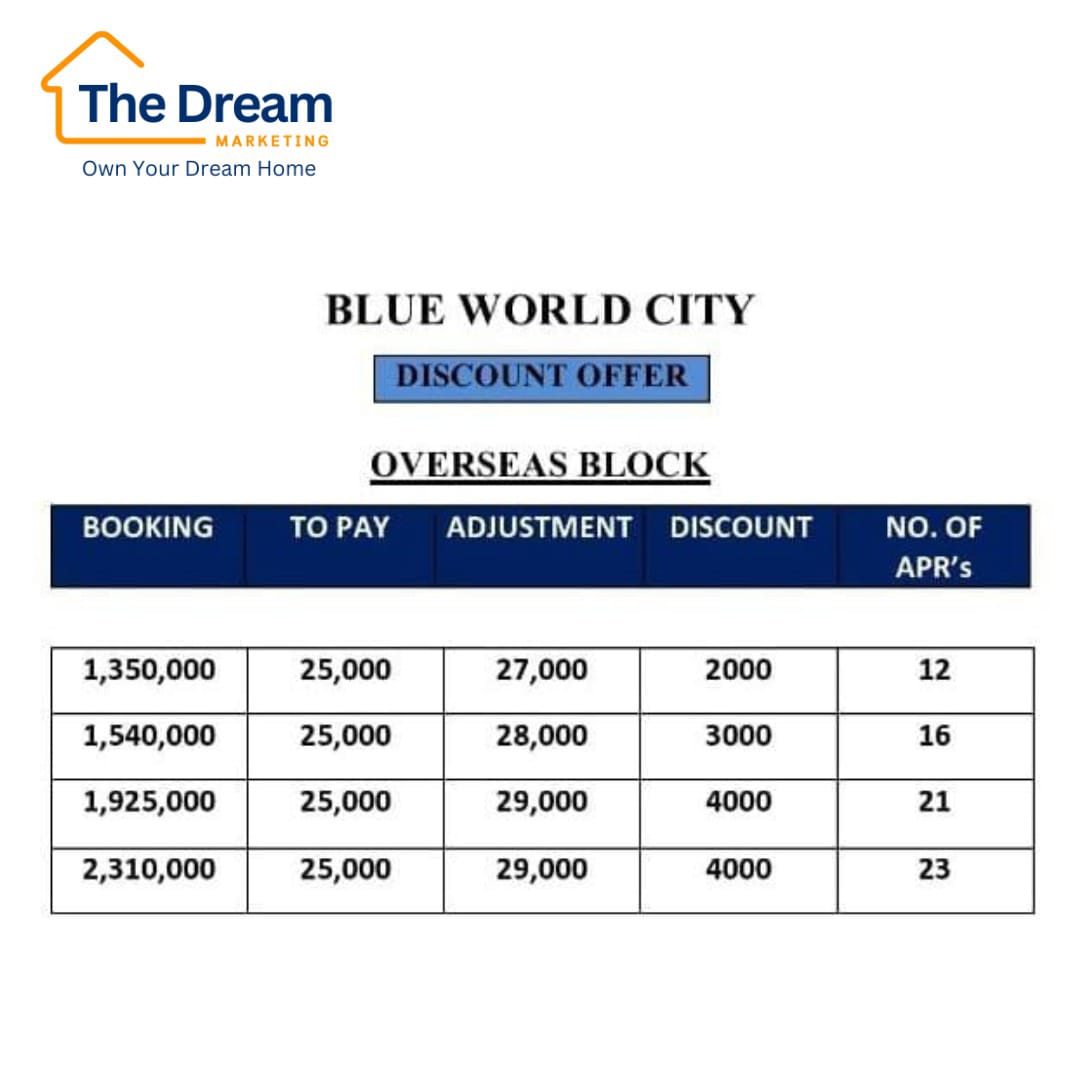 The Dream
MARKETING
Own Your Dream Home
BLUE WORLD CITY
DISCOUNT OFFER
OVERSEAS BLOCK
BOOKING TO PAY ADJUSTMENT DISCOUNT NO. OF APR's
1,350,000 25,000 27,000 2000 12
1,540,000 25,000 28,000 3000 16
1,925,000 25,000 29,000 4000 21
2,310,000 25,000 29,000 4000 23